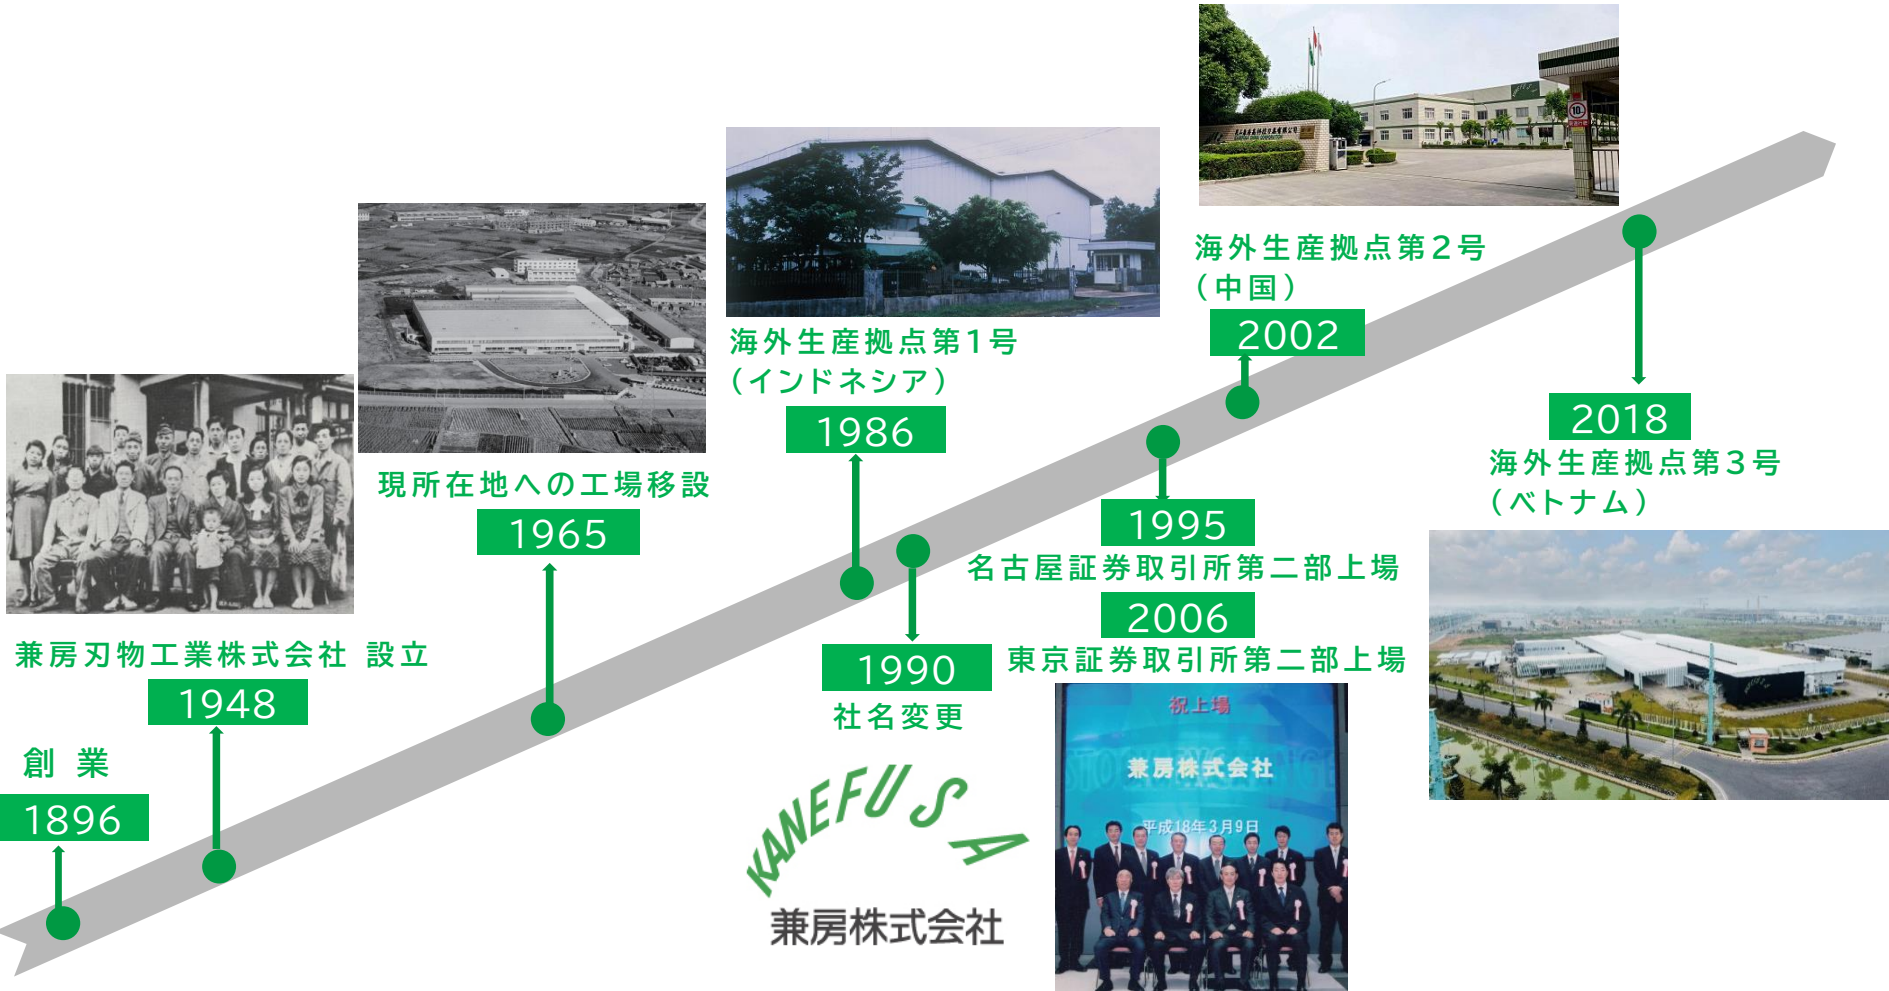 創 業
1896
兼房刃物工業株式会社 設立
1948
現所在地への工場移設
1965
海外生産拠点第1号
(インドネシア)
1986
1990
社名変更
KANEFUSA
兼房株式会社
1995
名古屋証券取引所第二部上場
2006
東京証券取引所第二部上場
祝上場
兼房株式会社
平成18年3月9日
海外生産拠点第2号
(中国)
2002
2018
海外生産拠点第3号
(ベトナム)
KANEFUSA